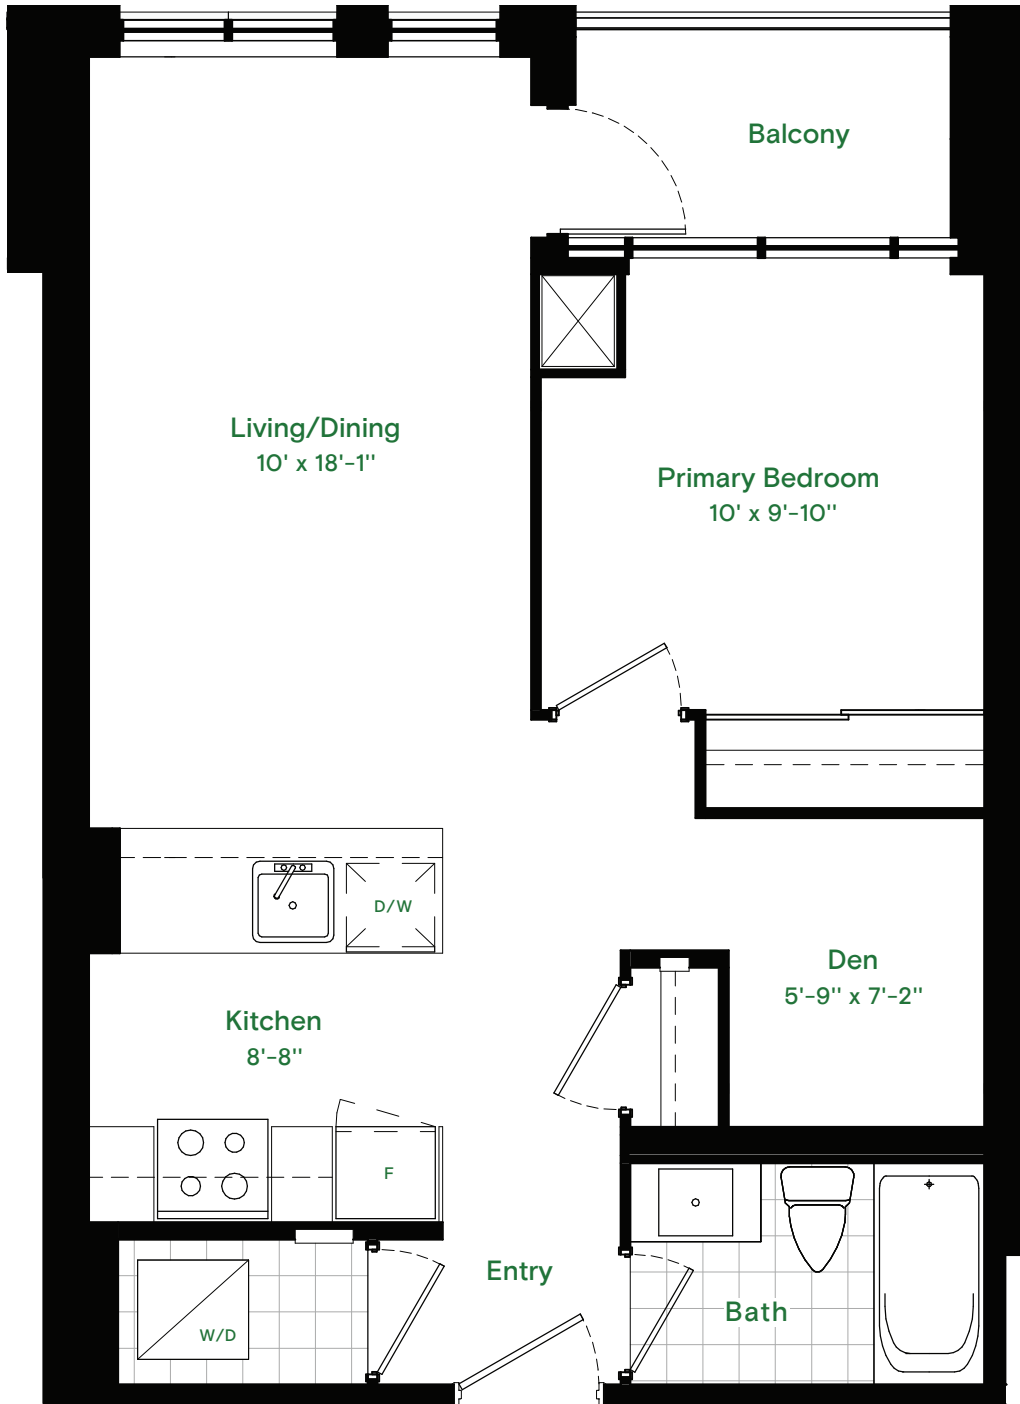 Balcony
Living/Dining
10' x 18'-1"
Primary Bedroom
10' x 9'-10"
D/W
Den
5'-9" x 7'-2"
Kitchen
8'-8"
F
Entry
Bath
W/D